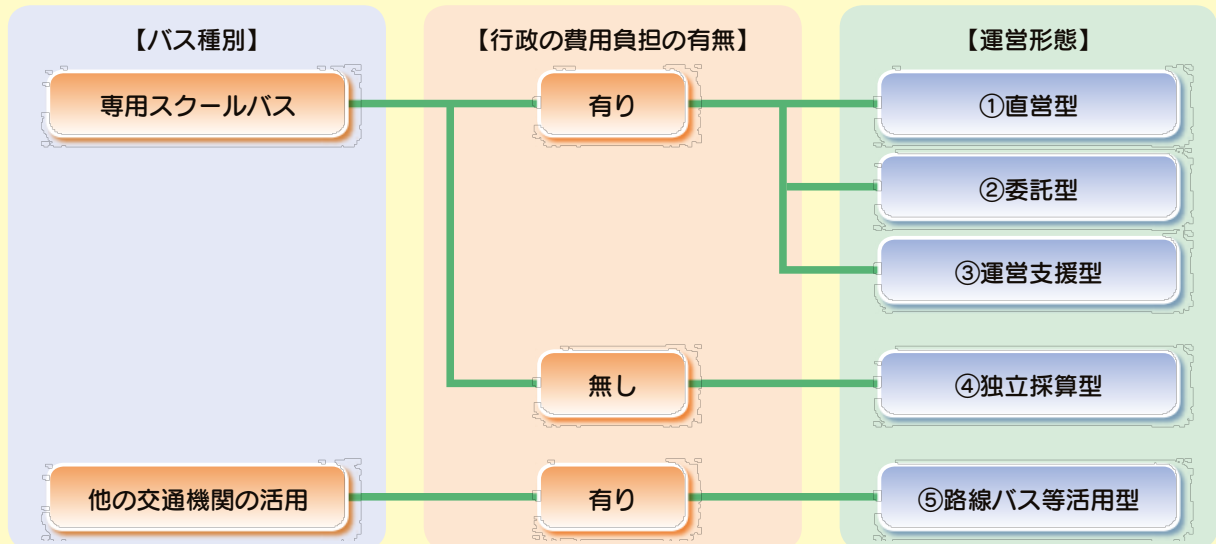 【バス種別】
【行政の費用負担の有無】
【運営形態】
専用スクールバス
有り
①直営型
②委託型
③運営支援型
無し
④独立採算型
他の交通機関の活用
有り
⑤路線バス等活用型